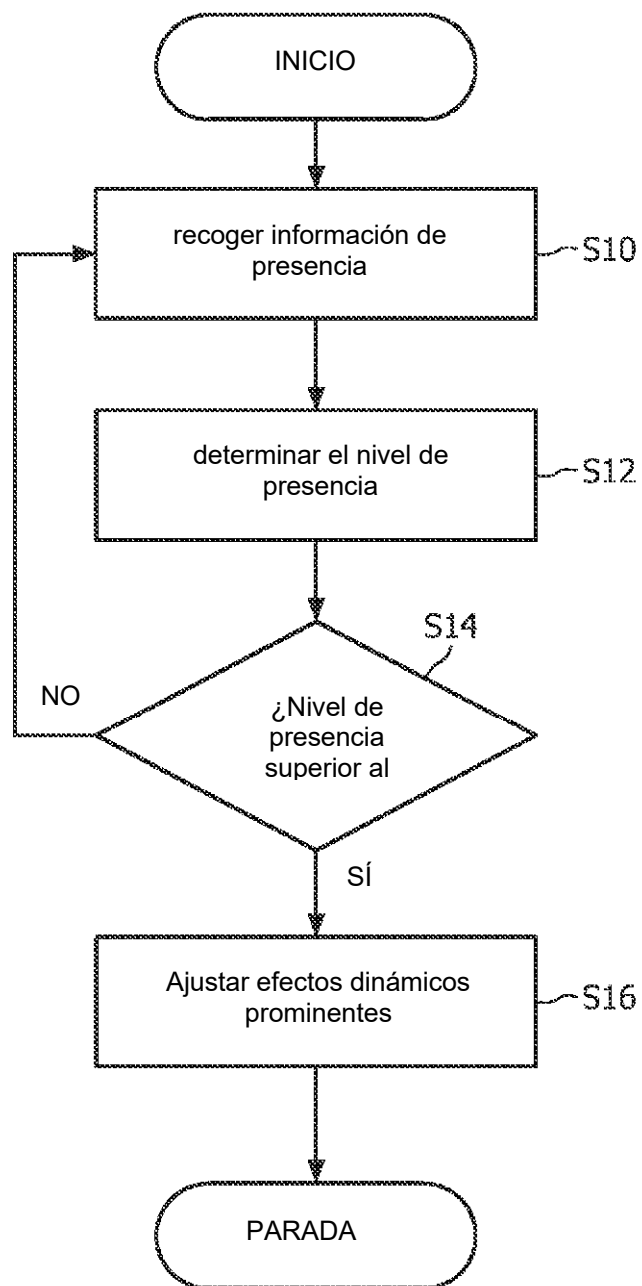 INICIO
recoger información de
presencia
S10
determinar el nivel de
presencia
S12
S14
NO
¿Nivel de
presencia
superior al
SÍ
Ajustar efectos dinámicos
prominentes
S16
PARADA